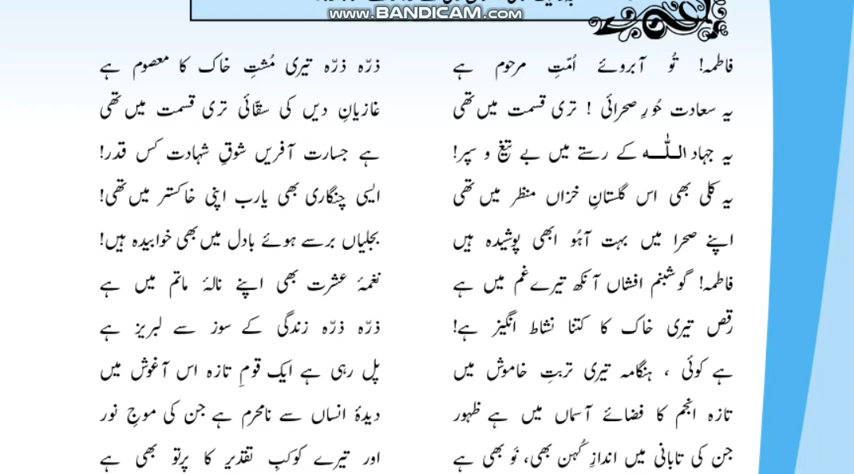 www.BANDICAM.com
فاطمہ! تُو آبروئے اُمّتِ مرحوم ہے ذرّہ ذرّہ تیری مُشتِ خاک کا معصوم ہے
یہ سعادت حُورِ صحرائی ! تری قسمت میں تھی غازیانِ دیں کی سقّائی تری قسمت میں تھی
یہ جہاد اللّٰہ کے رستے میں بے تیغ و سپر! ہے جسارت آفریں شوقِ شہادت کس قدر!
یہ کلی بھی اس گلستانِ خزاں منظر میں تھی ایسی چنگاری بھی یارب اپنی خاکستر میں تھی!
اپنے صحرا میں بہت آہُو ابھی پوشیدہ ہیں بجلیاں برسے ہوئے بادل میں بھی خوابیدہ ہیں!
فاطمہ! گو شبنم افشاں آنکھ تیرے غم میں ہے نغمۂ عشرت بھی اپنے نالۂ ماتم میں ہے
رقص تیری خاک کا کتنا نشاط انگیز ہے! ذرّہ ذرّہ زندگی کے سوز سے لبریز ہے
ہے کوئی ، ہنگامہ تیری تربتِ خاموش میں پل رہی ہے ایک قومِ تازہ اس آغوش میں
تازہ انجم کا فضائے آسماں میں ہے ظہور دیدۂ انساں سے نامحرم ہے جن کی موجِ نور
جن کی تابانی میں اندازِ کُہن بھی، نَو بھی ہے اور تیرے کوکبِ تقدیر کا پرتو بھی ہے